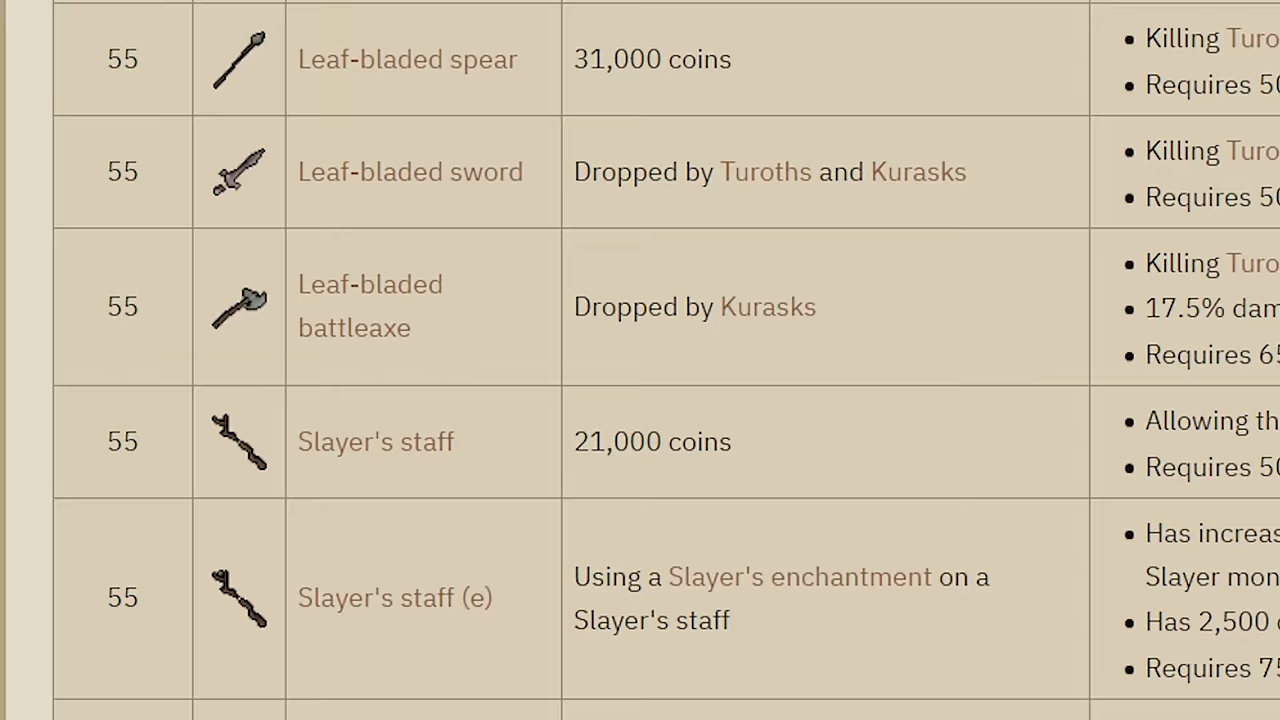 55
Leaf-bladed spear
31,000 coins
• Killing
• Requires
55
Leaf-bladed sword
Dropped by Turoths and Kurasks
• Killing
• Requires
55
Leaf-bladed
battleaxe
Dropped by Kurasks
• Killing
• 17.5%
• Requires
55
Slayer's staff
21,000 coins
• Allowing
• Requires
55
Slayer's staff (e)
Using a Slayer's enchantment on a
Slayer's staff
• Has
Slayer
• Has 2,500
• Requires